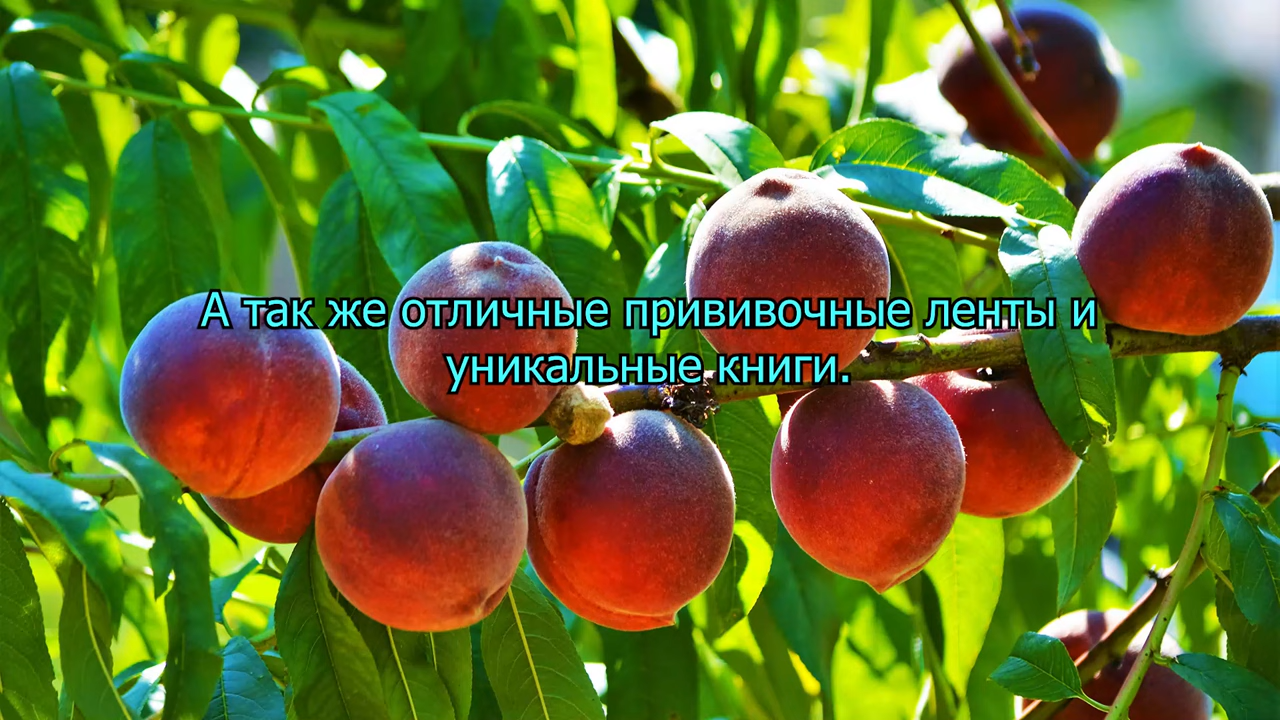 А так же отличные прививочные ленты и
уникальные книги.